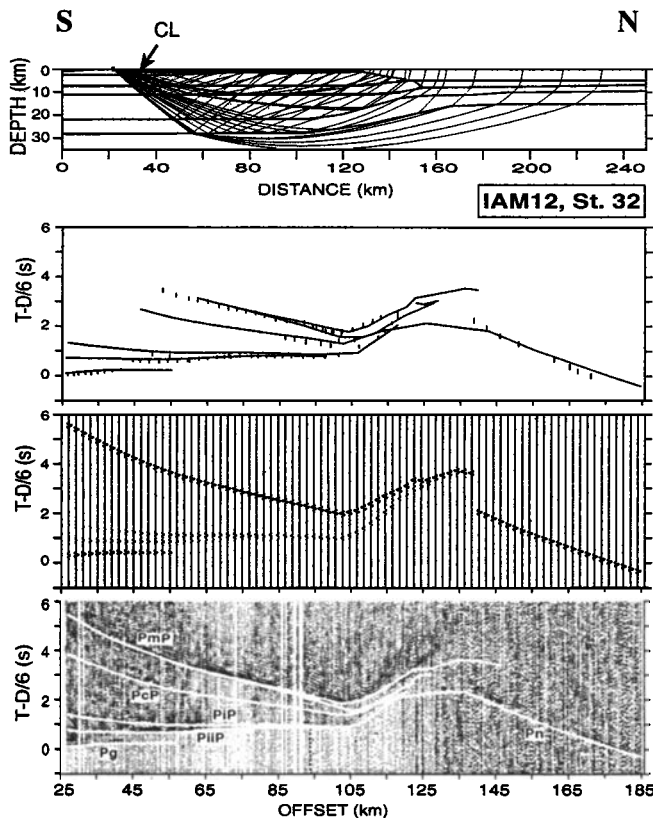 S
CL
N
DEPTH (km)
0
10
20
30
0 40 80 120 160 200 240
DISTANCE (km)
IAM12, St. 32
T-D/6 (s)
6
4
2
0
T-D/6 (s)
6
4
2
0
T-D/6 (s)
6
4
2
0
PmP
PcP
PiP
PiiP
Pg
Pn
25 45 65 85 105 125 145 165 185
OFFSET (km)